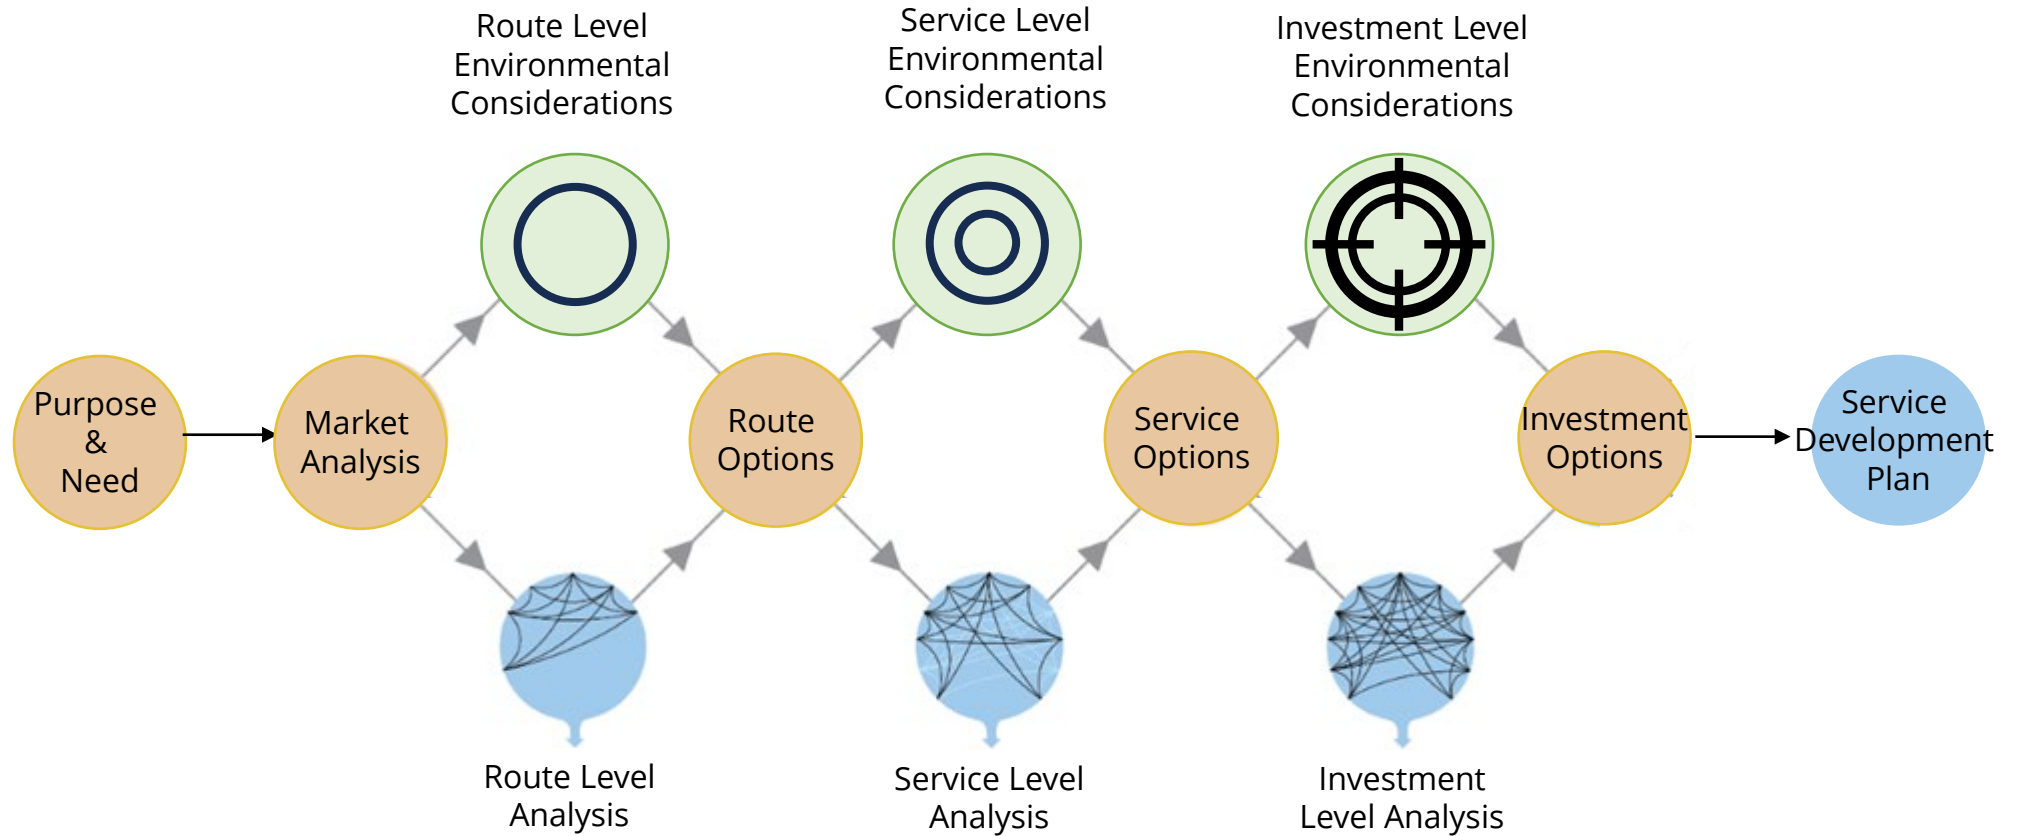 Route Level
Environmental
Considerations
Service Level
Environmental
Considerations
Investment Level
Environmental
Considerations
Purpose
&
Need
Market
Analysis
Route
Options
Service
Options
Investment
Options
Service
Development
Plan
Route Level
Analysis
Service Level
Analysis
Investment
Level Analysis